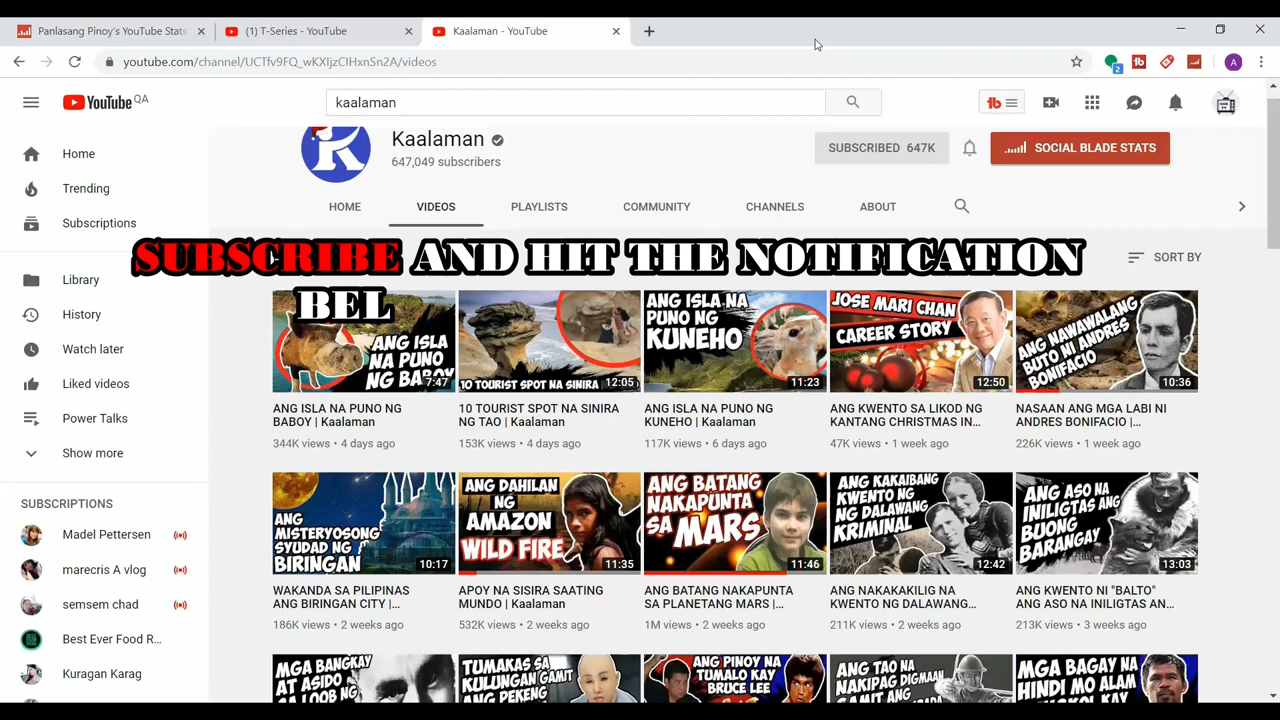 Panlasang Pinoy's YouTube Stats
(1) T-Series - YouTube
Kaalaman - YouTube
youtube.com/channel/UCTfv9FQ_wKXIjzCIHxnSn2A/videos
2
A
YouTube QA
kaalaman
tb
Home
Trending
Subscriptions
Library
History
Watch later
Liked videos
Power Talks
Show more
SUBSCRIPTIONS
Madel Pettersen
marecris A vlog
semsem chad
Best Ever Food R...
Kuragan Karag
Kaalaman
647,049 subscribers
SUBSCRIBED 647K
SOCIAL BLADE STATS
HOME VIDEOS PLAYLISTS COMMUNITY CHANNELS ABOUT
SUBSCRIBE AND HIT THE NOTIFICATION
BEL
SORT BY
ANG ISLA
NA PUNO
NG BABOY
7:47
ANG ISLA NA PUNO NG
BABOY | Kaalaman
344K views • 4 days ago
10 TOURIST SPOT NA SINIRA
12:05
10 TOURIST SPOT NA SINIRA
NG TAO | Kaalaman
153K views • 4 days ago
ANG ISLA NA
PUNO NG
KUNEHO
11:23
ANG ISLA NA PUNO NG
KUNEHO | Kaalaman
117K views • 6 days ago
JOSE MARI CHAN
CAREER STORY
12:50
ANG KWENTO SA LIKOD NG
KANTANG CHRISTMAS IN...
47K views • 1 week ago
ANG NAWAWALANG
BUTO NI ANDRES
BONIFACIO
10:36
NASAAN ANG MGA LABI NI
ANDRES BONIFACIO |...
226K views • 1 week ago
ANG
MISTERYOSONG
SYUDAD NG
BIRINGAN
10:17
WAKANDA SA PILIPINAS
ANG BIRINGAN CITY |...
186K views • 2 weeks ago
ANG DAHILAN
NG
AMAZON
WILD FIRE
11:35
APOY NA SISIRA SAATING
MUNDO | Kaalaman
532K views • 2 weeks ago
ANG BATANG
NAKAPUNTA
SA MARS
11:46
ANG BATANG NAKAPUNTA
SA PLANETANG MARS |...
1M views • 2 weeks ago
ANG KAKAIBANG
KWENTO
NG DALAWANG
KRIMINAL
12:42
ANG NAKAKAKILIG NA
KWENTO NG DALAWANG...
211K views • 2 weeks ago
ANG ASO NA
INILIGTAS ANG
BUONG
BARANGAY
13:03
ANG KWENTO NI "BALTO"
ANG ASO NA INILIGTAS AN...
213K views • 3 weeks ago
MGA BANGKAY
AT ASIDO
SA LOOB NG
TUMAKAS SA
KULUNGAN GAMIT
ANG PEKENG
ANG PINOY NA
TUMALO KAY
BRUCE LEE
ANG TAO NA
NAKIPAG DIGMAAN
GAMIT ANG
MGA BAGAY NA
HINDI MO ALAM